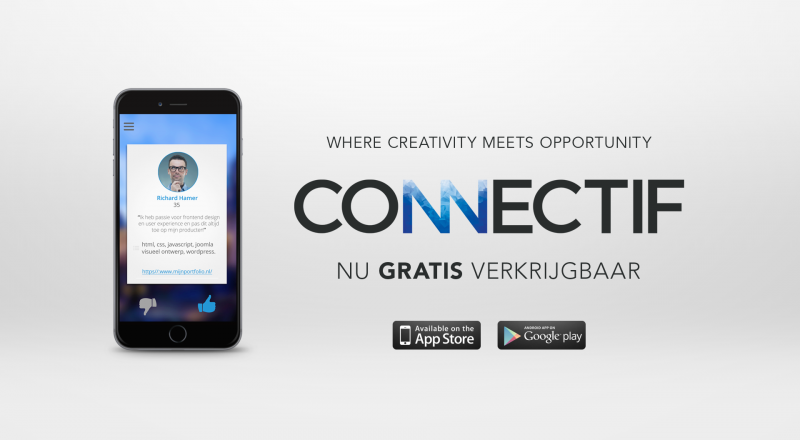 Richard Hamer
35
"Ik heb passie voor frontend design
en user experience en pas dit altijd
toe op mijn producten!"
html, css, javascript, joomla
visueel ontwerp, wordpress.
https//:www.mijnportfolio.nl/
WHERE CREATIVITY MEETS OPPORTUNITY
CONNECTIF
NU GRATIS VERKRIJGBAAR
Available on the
App Store
ANDROID APP ON
Google play